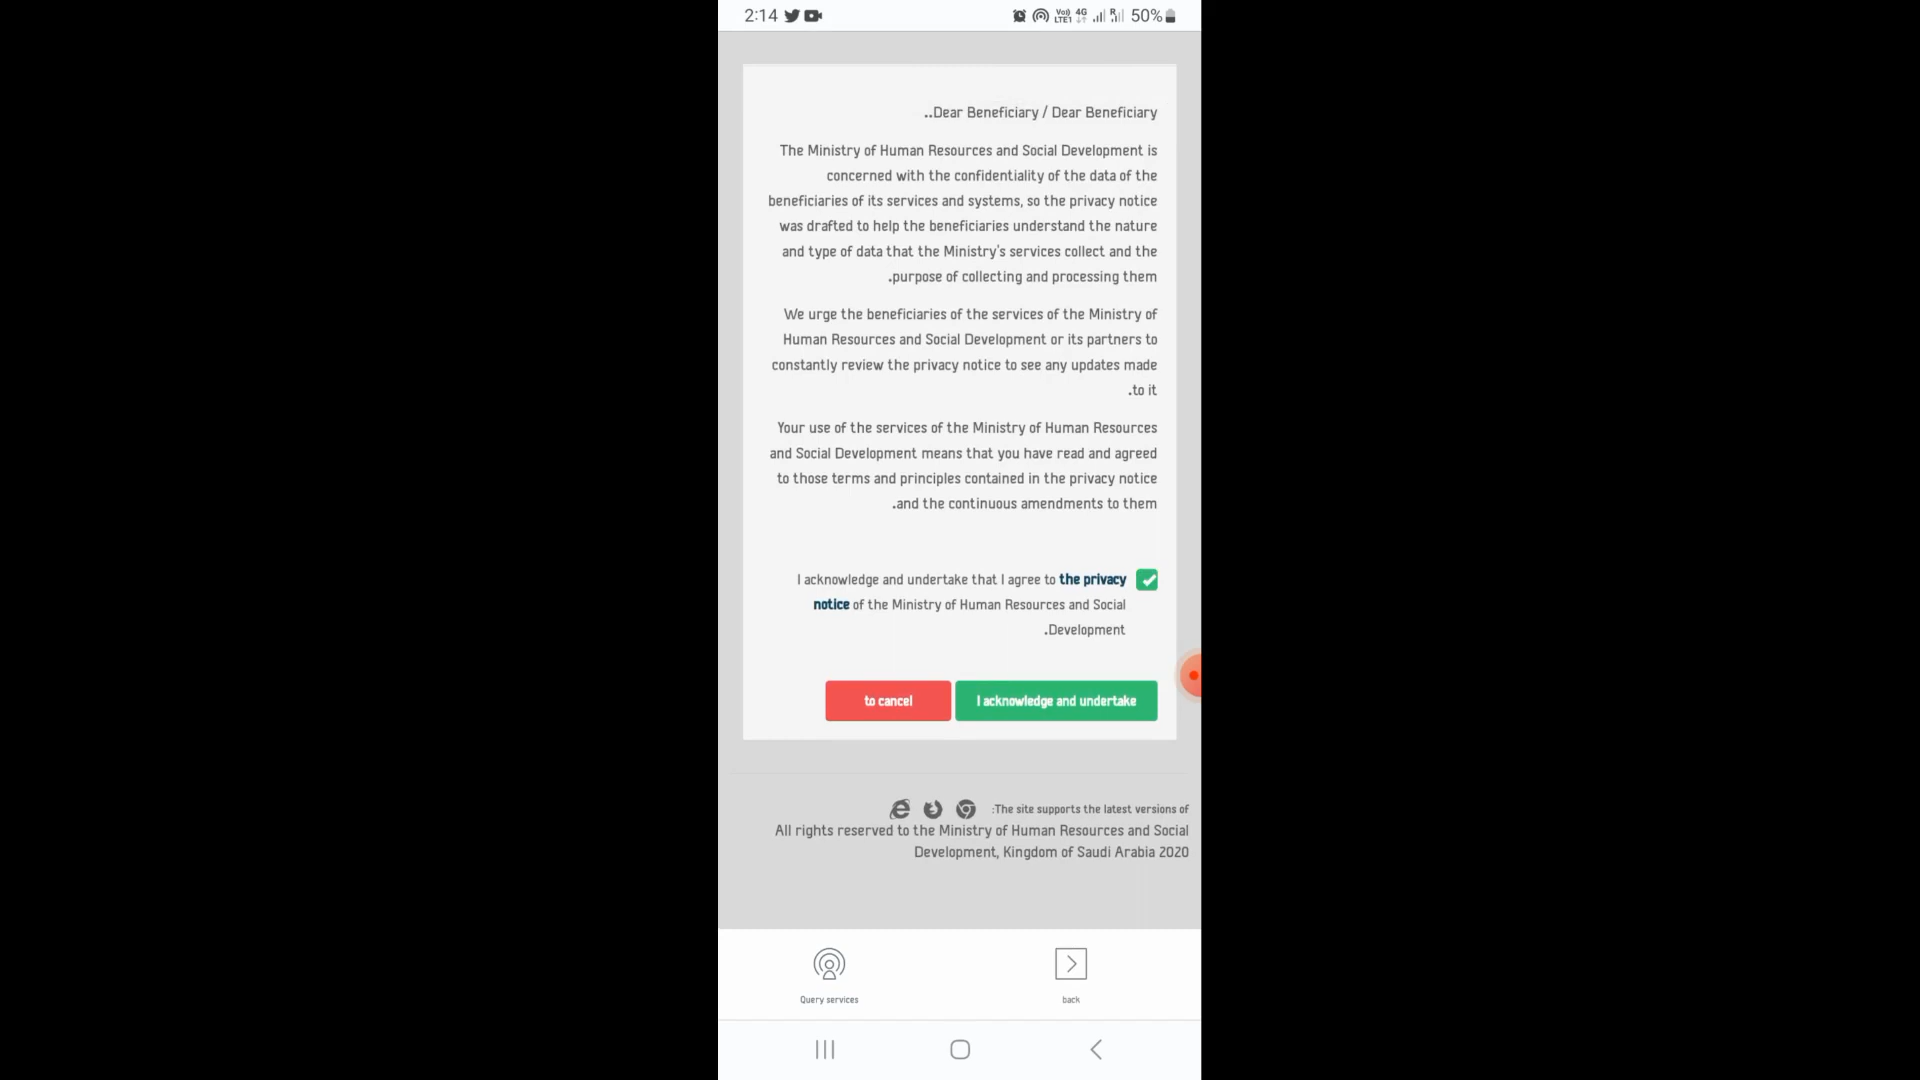 2:14
Vo)) LTE1 4G R 50%
..Dear Beneficiary / Dear Beneficiary
The Ministry of Human Resources and Social Development is
concerned with the confidentiality of the data of the
beneficiaries of its services and systems, so the privacy notice
was drafted to help the beneficiaries understand the nature
and type of data that the Ministry's services collect and the
.purpose of collecting and processing them
We urge the beneficiaries of the services of the Ministry of
Human Resources and Social Development or its partners to
constantly review the privacy notice to see any updates made
.to it
Your use of the services of the Ministry of Human Resources
and Social Development means that you have read and agreed
to those terms and principles contained in the privacy notice
.and the continuous amendments to them
I acknowledge and undertake that I agree to the privacy
notice of the Ministry of Human Resources and Social
.Development
to cancel
I acknowledge and undertake
:The site supports the latest versions of
All rights reserved to the Ministry of Human Resources and Social
Development, Kingdom of Saudi Arabia 2020
Query services
back